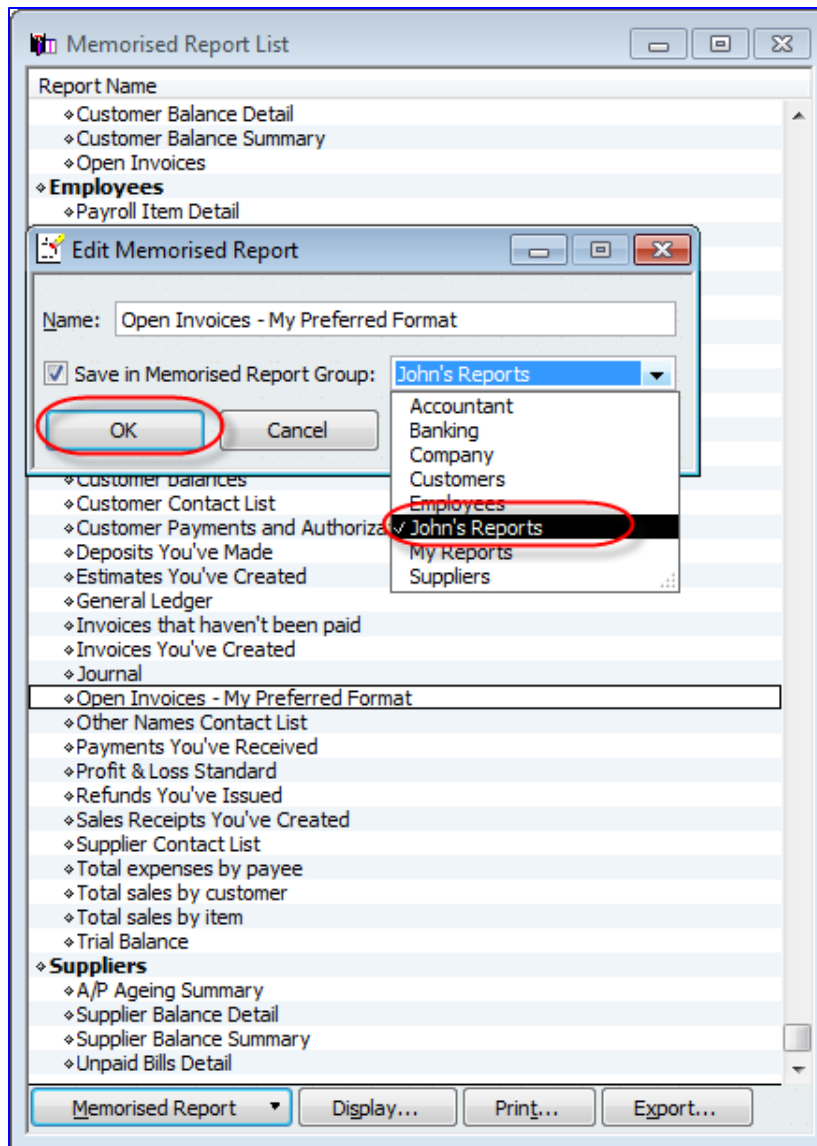 Memorised Report List
Report Name
Customer Balance Detail
Customer Balance Summary
Open Invoices
Employees
Payroll Item Detail
Edit Memorised Report
Name: Open Invoices - My Preferred Format
Save in Memorised Report Group: John's Reports
OK Cancel
Accountant
Banking
Company
Customers
Employees
John's Reports
My Reports
Suppliers
Customer Balances
Customer Contact List
Customer Payments and Authoriza
Deposits You've Made
Estimates You've Created
General Ledger
Invoices that haven't been paid
Invoices You've Created
Journal
Open Invoices - My Preferred Format
Other Names Contact List
Payments You've Received
Profit & Loss Standard
Refunds You've Issued
Sales Receipts You've Created
Supplier Contact List
Total expenses by payee
Total sales by customer
Total sales by item
Trial Balance
Suppliers
A/P Ageing Summary
Supplier Balance Detail
Supplier Balance Summary
Unpaid Bills Detail
Memorised Report Display... Print... Export...